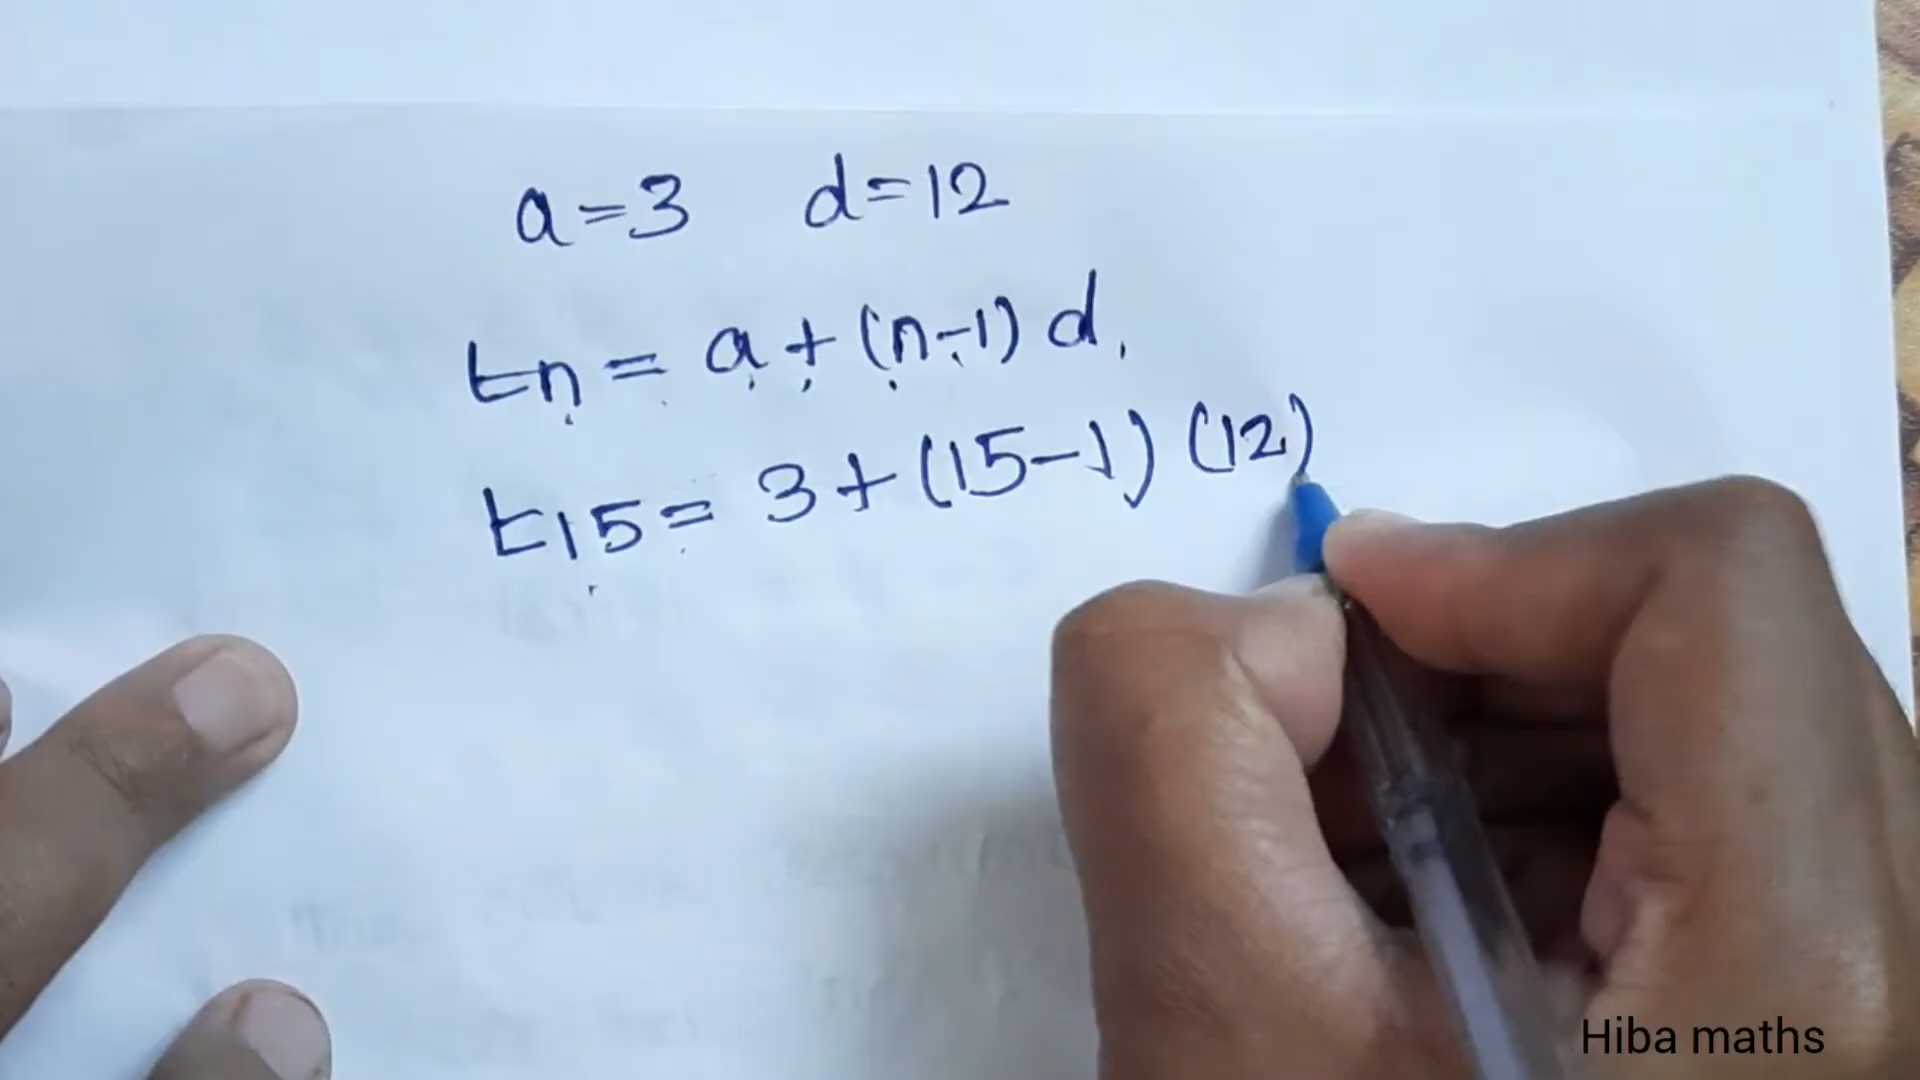 a=3 d=12
tn = a+(n-1) d.
t15 = 3+(15-1) (12)
Hiba maths